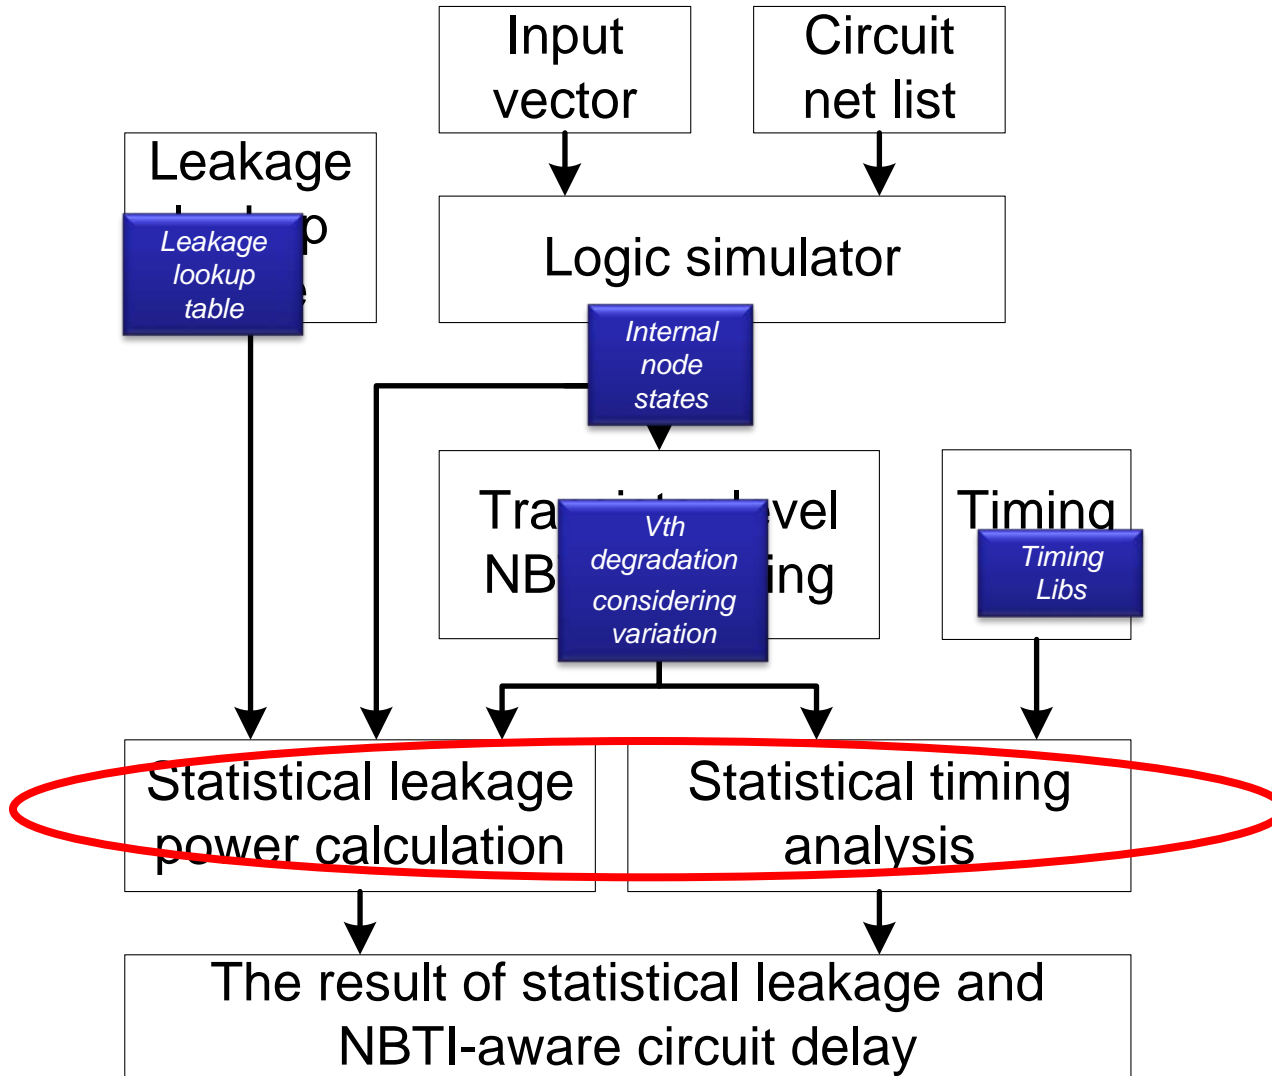 Input
vector
Circuit
net list
Leakage
Leakage
lookup
table
Logic simulator
Internal
node
states
Timing
Vth
degradation
considering
variation
Timing
Libs
Statistical leakage
power calculation
Statistical timing
analysis
The result of statistical leakage and
NBTI-aware circuit delay